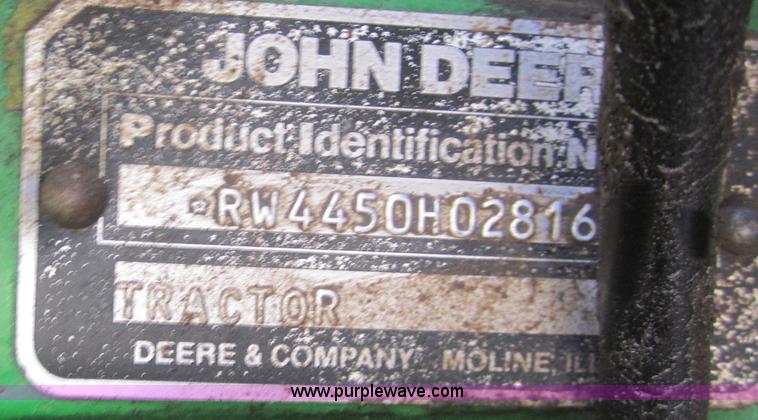 JOHN DEER
Product Identification N
*RW4450H02816
TRACTOR
DEERE & COMPANY MOLINE, ILL
www.purplewave.com